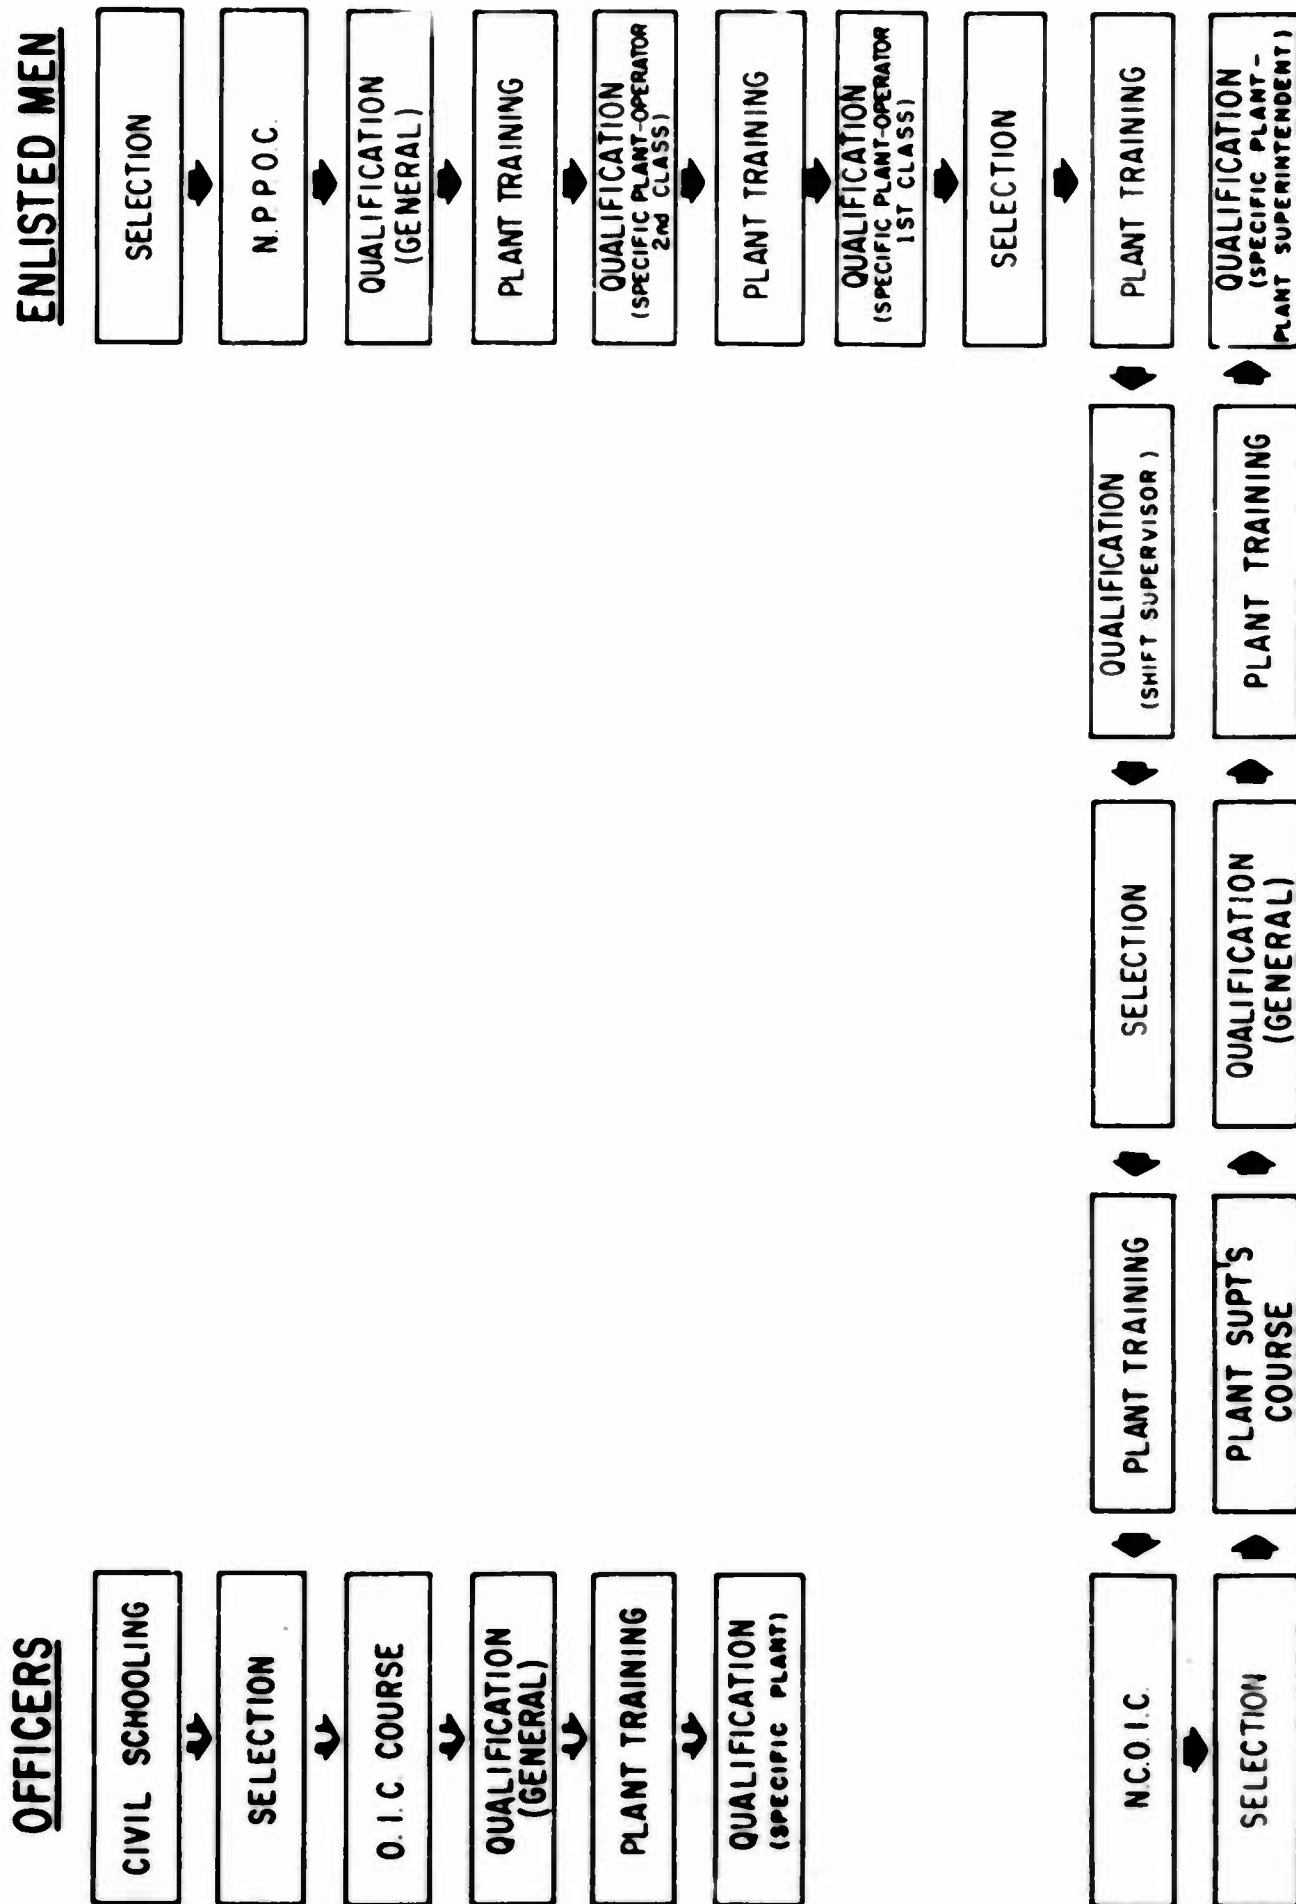 OFFICERS
CIVIL SCHOOLING
SELECTION
O. I. C. COURSE
QUALIFICATION
(GENERAL)
PLANT TRAINING
QUALIFICATION
(SPECIFIC PLANT)
ENLISTED MEN
SELECTION
N. P. P. O. C.
QUALIFICATION
(GENERAL)
PLANT TRAINING
QUALIFICATION
(SPECIFIC PLANT-OPERATOR
2nd CLASS)
PLANT TRAINING
QUALIFICATION
(SPECIFIC PLANT-OPERATOR
1ST CLASS)
SELECTION
PLANT TRAINING
QUALIFICATION
(SHIFT SUPERVISOR)
SELECTION
PLANT TRAINING
N.C.O.I.C.
SELECTION
PLANT SUPT'S
COURSE
QUALIFICATION
(GENERAL)
PLANT TRAINING
QUALIFICATION
(SPECIFIC PLANT-
PLANT SUPERINTENDENT)